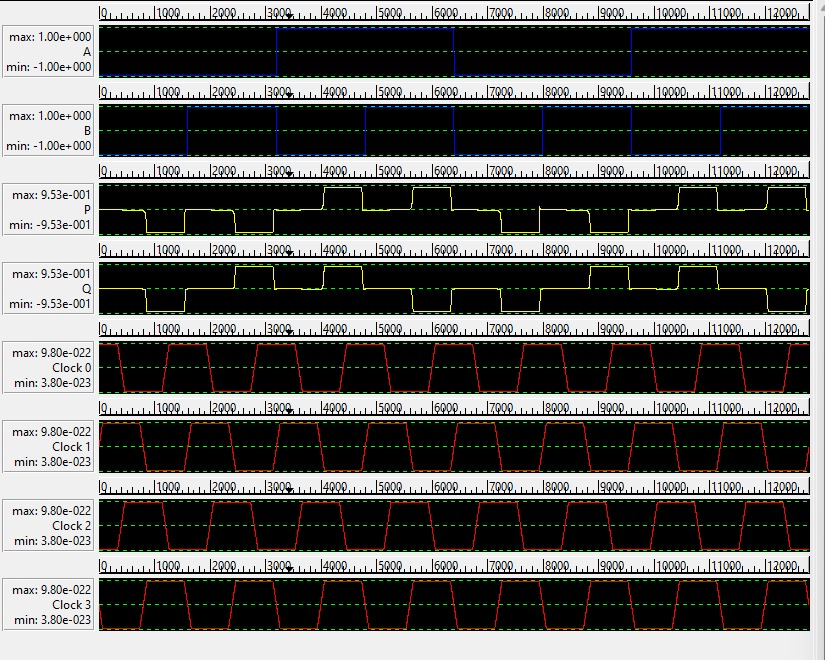 0 1000 2000 3000 4000 5000 6000 7000 8000 9000 10000 11000 12000
max: 1.00e+000
A
min: -1.00e+000
0 1000 2000 3000 4000 5000 6000 7000 8000 9000 10000 11000 12000
max: 1.00e+000
B
min: -1.00e+000
0 1000 2000 3000 4000 5000 6000 7000 8000 9000 10000 11000 12000
max: 9.53e-001
P
min: -9.53e-001
0 1000 2000 3000 4000 5000 6000 7000 8000 9000 10000 11000 12000
max: 9.53e-001
Q
min: -9.53e-001
0 1000 2000 3000 4000 5000 6000 7000 8000 9000 10000 11000 12000
max: 9.80e-022
Clock 0
min: 3.80e-023
0 1000 2000 3000 4000 5000 6000 7000 8000 9000 10000 11000 12000
max: 9.80e-022
Clock 1
min: 3.80e-023
0 1000 2000 3000 4000 5000 6000 7000 8000 9000 10000 11000 12000
max: 9.80e-022
Clock 2
min: 3.80e-023
0 1000 2000 3000 4000 5000 6000 7000 8000 9000 10000 11000 12000
max: 9.80e-022
Clock 3
min: 3.80e-023